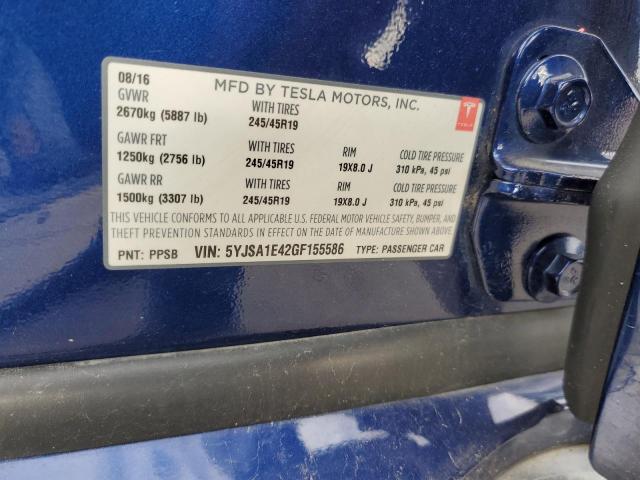 08/16
MFD BY TESLA MOTORS, INC.
GVWR WITH TIRES
2670kg (5887 lb) 245/45R19
GAWR FRT WITH TIRES RIM COLD TIRE PRESSURE
1250kg (2756 lb) 245/45R19 19X8.0 J 310 kPa, 45 psi
GAWR RR WITH TIRES RIM COLD TIRE PRESSURE
1500kg (3307 lb) 245/45R19 19X8.0 J 310 kPa, 45 psi
THIS VEHICLE CONFORMS TO ALL APPLICABLE U.S. FEDERAL MOTOR VEHICLE SAFETY, BUMPER, AND
THEFT PREVENTION STANDARDS IN EFFECT ON THE DATE OF MANUFACTURE SHOWN ABOVE.
PNT: PPSB VIN: 5YJSA1E42GF155586 TYPE: PASSENGER CAR